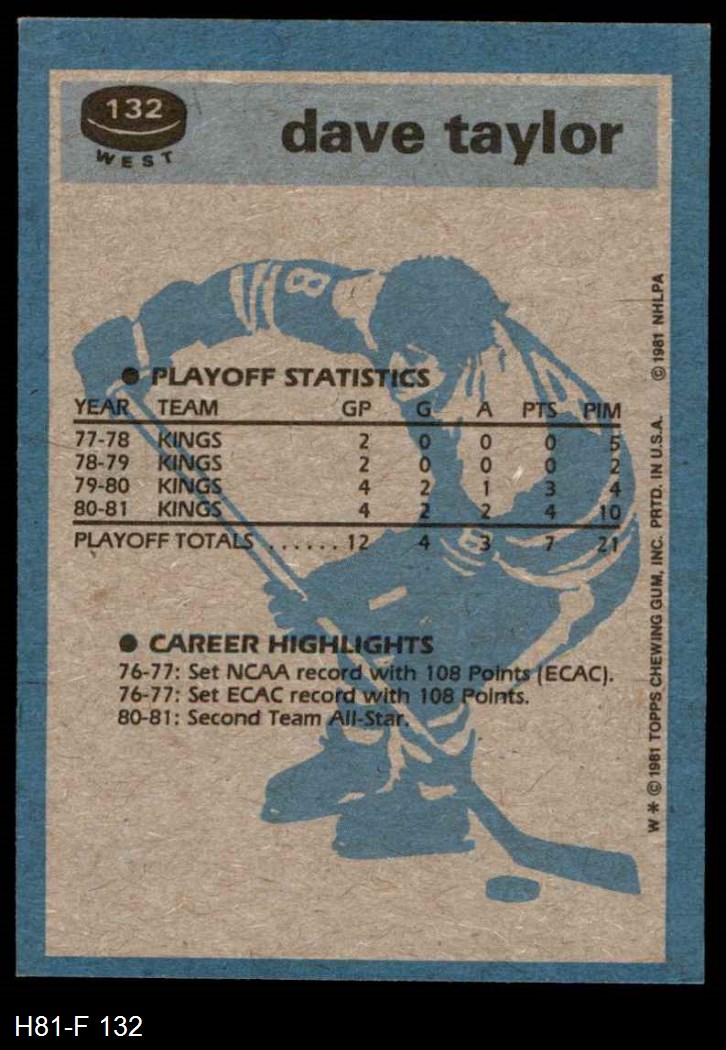 132
WEST
dave taylor
8
● PLAYOFF STATISTICS
YEAR TEAM GP G A PTS PIM
77-78 KINGS 2 0 0 0 5
78-79 KINGS 2 0 0 0 2
79-80 KINGS 4 2 1 3 4
80-81 KINGS 4 2 2 4 10
PLAYOFF TOTALS ...... 12 4 3 7 21
8
● CAREER HIGHLIGHTS
76-77: Set NCAA record with 108 Points (ECAC).
76-77: Set ECAC record with 108 Points.
80-81: Second Team All-Star.
W * © 1981 TOPPS CHEWING GUM, INC. PRTD. IN U.S.A. © 1981 NHLPA
H81-F 132